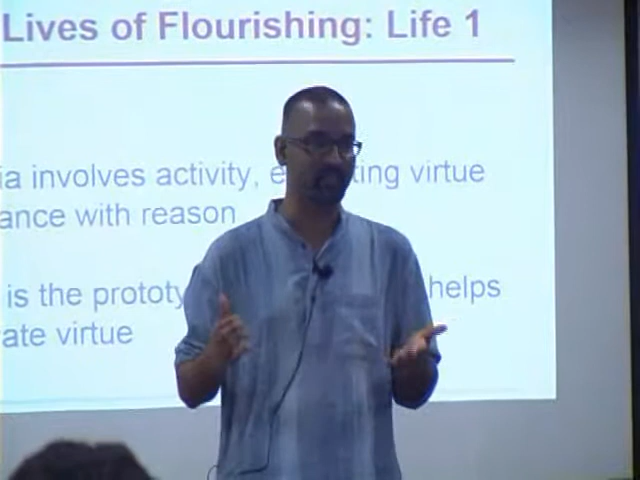 Lives of Flourishing: Life 1
ia involves activity, e ting virtue
ance with reason
is the prototy helps
ate virtue